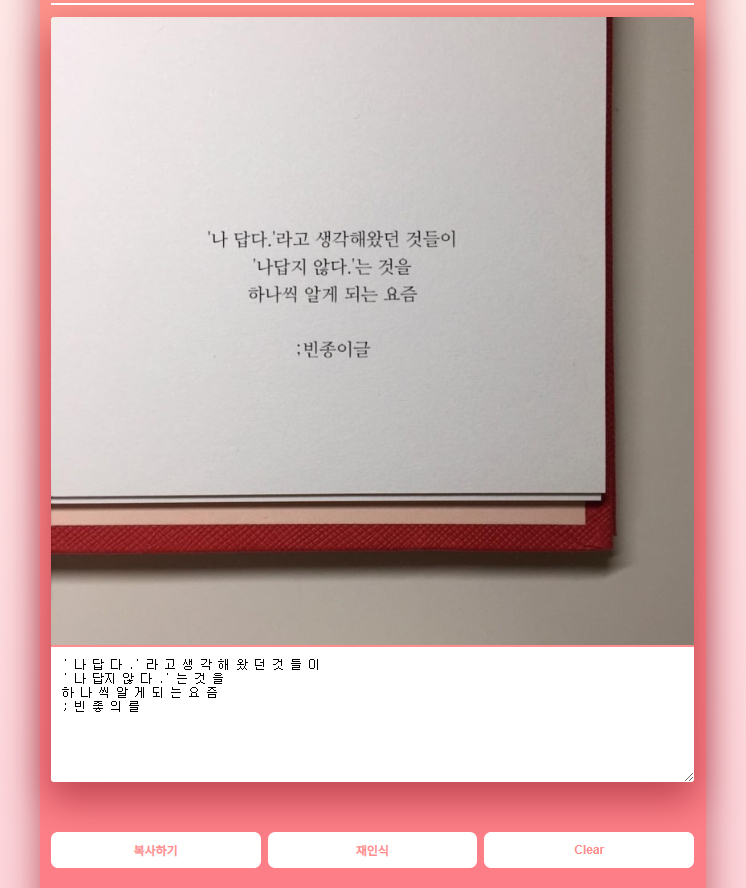 '나 답다.'라고 생각해왔던 것들이
'나답지 않다.'는 것을
하나씩 알게 되는 요즘
;빈종이글
' 나 답 다 .' 라 고 생 각 해 왔 던 것 들 이
' 나 답지 않 다 .' 는 것 을
하 나 씩 알 게 되 는 요 즘
; 빈 좋 의 를
복사하기
재인식
Clear